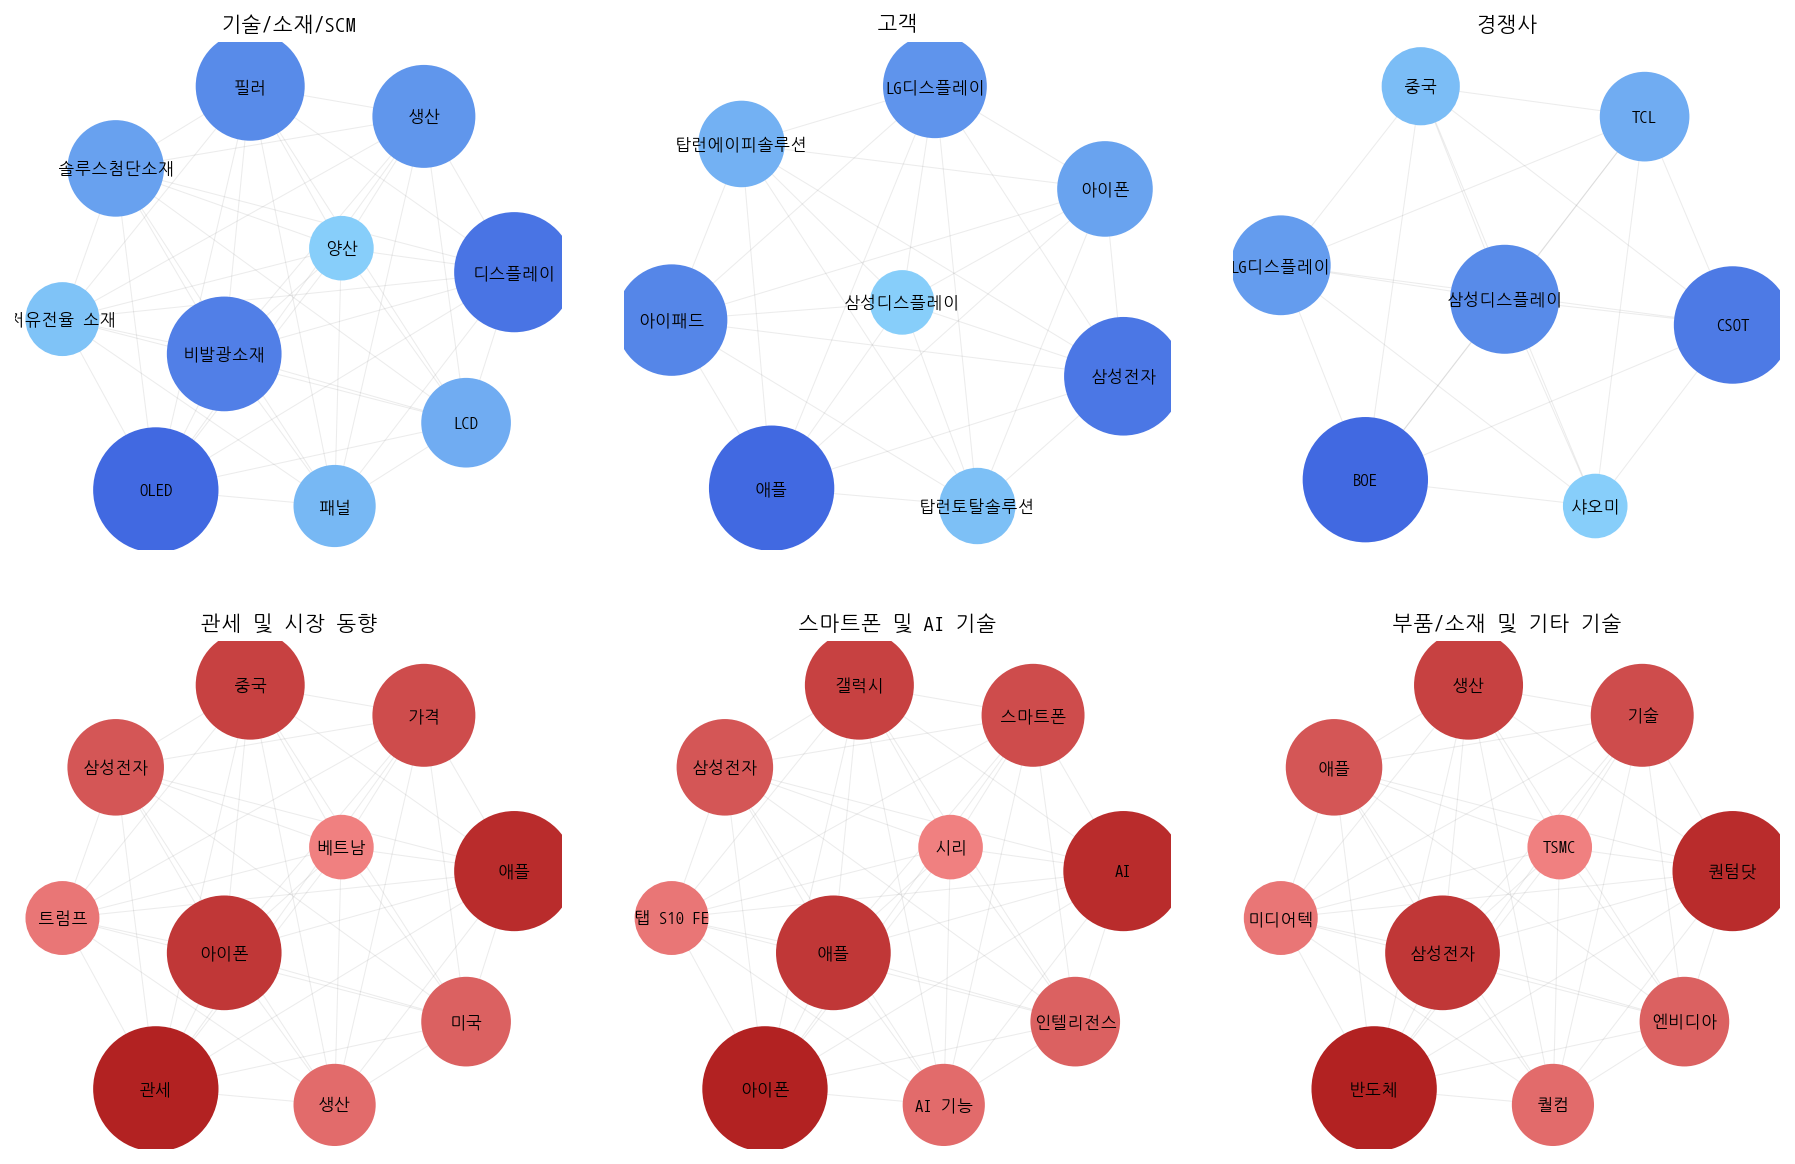 기술/소재/SCM
필러
생산
솔루스첨단소재
양산
디스플레이
저유전율 소재
비발광소재
LCD
OLED
패널
고객
LG디스플레이
탑런에이피솔루션
아이폰
삼성디스플레이
아이패드
삼성전자
애플
탑런토탈솔루션
경쟁사
중국
TCL
LG디스플레이
삼성디스플레이
CSOT
BOE
샤오미
관세 및 시장 동향
중국
가격
삼성전자
베트남
애플
트럼프
아이폰
미국
관세
생산
스마트폰 및 AI 기술
갤럭시
스마트폰
삼성전자
시리
AI
탭 S10 FE
애플
인텔리전스
아이폰
AI 기능
부품/소재 및 기타 기술
생산
기술
애플
TSMC
퀀텀닷
미디어텍
삼성전자
엔비디아
반도체
퀄컴